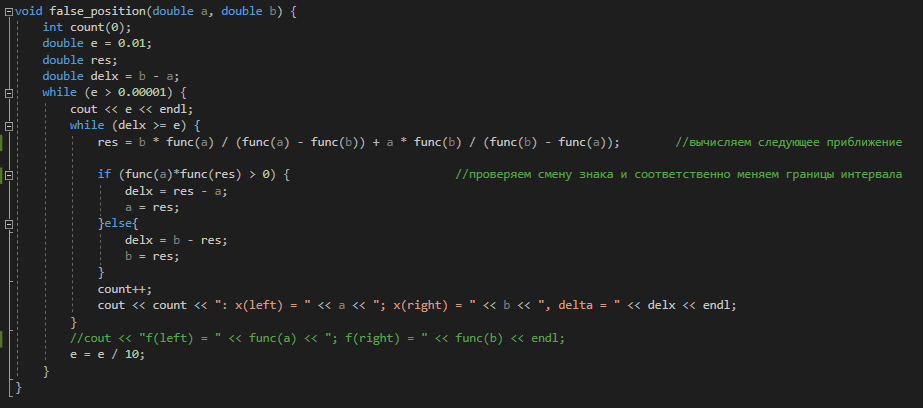 void false_position(double a, double b) {
    int count(0);
    double e = 0.01;
    double res;
    double delx = b - a;
    while (e > 0.00001) {
        cout << e << endl;
        while (delx >= e) {
            res = b * func(a) / (func(a) - func(b)) + a * func(b) / (func(b) - func(a));        //вычисляем следующее приближение
            if (func(a)*func(res) > 0) {                        //проверяем смену знака и соответственно меняем границы интервала
                delx = res - a;
                a = res;
            }else{
                delx = b - res;
                b = res;
            }
            count++;
            cout << count << ": x(left) = " << a << "; x(right) = " << b << ", delta = " << delx << endl;
        }
        //cout << "f(left) = " << func(a) << "; f(right) = " << func(b) << endl;
        e = e / 10;
    }
}